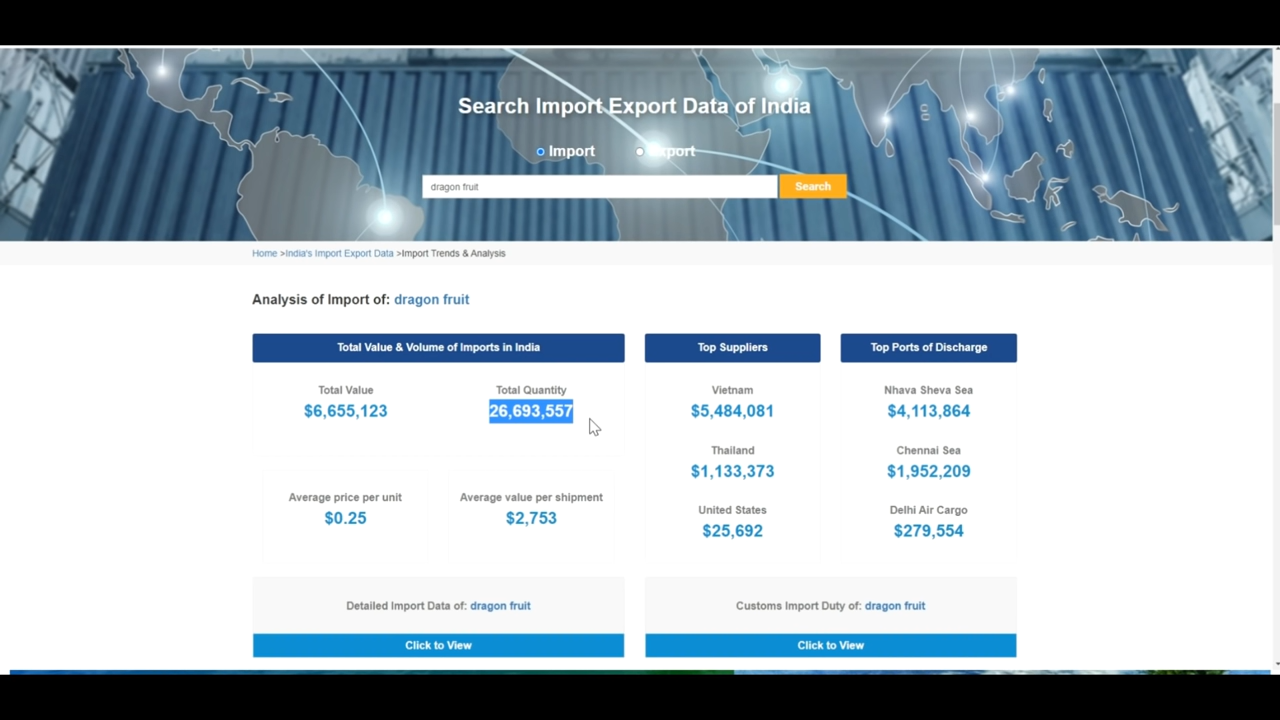 Search Import Export Data of India
Import
Export
dragon fruit
Search
Home >India's Import Export Data >Import Trends & Analysis
Analysis of Import of: dragon fruit
Total Value & Volume of Imports in India
Total Value
$6,655,123
Total Quantity
26,693,557
Average price per unit
$0.25
Average value per shipment
$2,753
Top Suppliers
Vietnam
$5,484,081
Thailand
$1,133,373
United States
$25,692
Top Ports of Discharge
Nhava Sheva Sea
$4,113,864
Chennai Sea
$1,952,209
Delhi Air Cargo
$279,554
Detailed Import Data of: dragon fruit
Click to View
Customs Import Duty of: dragon fruit
Click to View